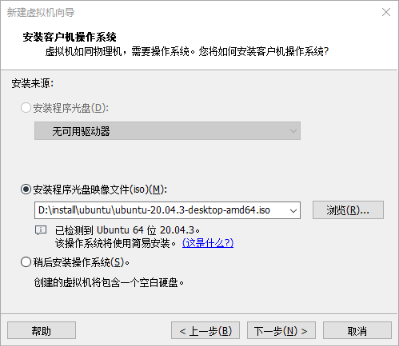 新建虚拟机向导
安装客户机操作系统
虚拟机如同物理机，需要操作系统。您将如何安装客户机操作系统?
安装来源:
安装程序光盘(D):
无可用驱动器
安装程序光盘映像文件(iso)(M):
D:\install\ubuntu\ubuntu-20.04.3-desktop-amd64.iso
浏览(R)...
已检测到 Ubuntu 64 位 20.04.3。
该操作系统将使用简易安装。(这是什么?)
稍后安装操作系统(S)。
创建的虚拟机将包含一个空白硬盘。
帮助 < 上一步(B) 下一步(N) > 取消